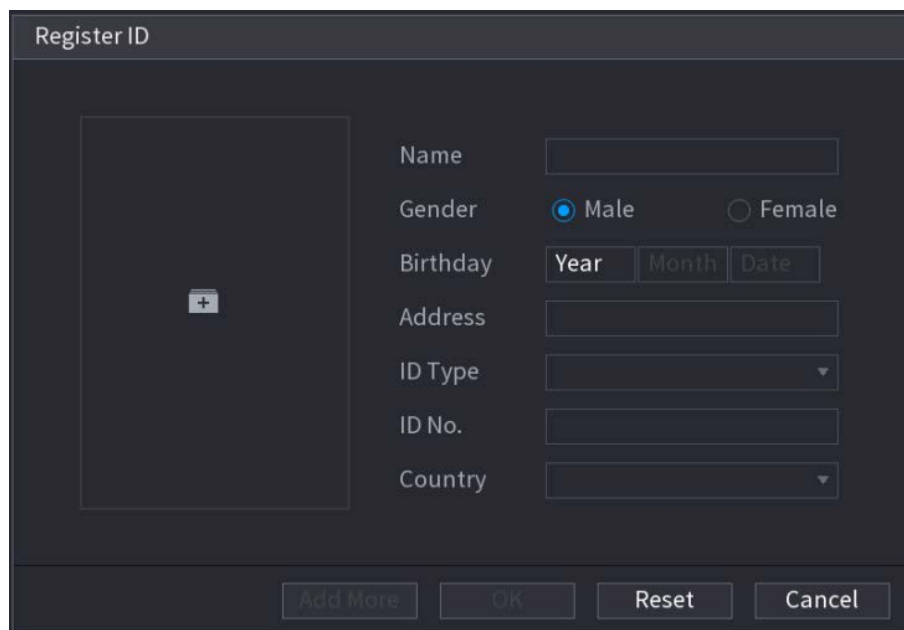 Register ID
Name
Gender Male Female
Birthday Year Month Date
Address
ID Type
ID No.
Country
Add More OK Reset Cancel